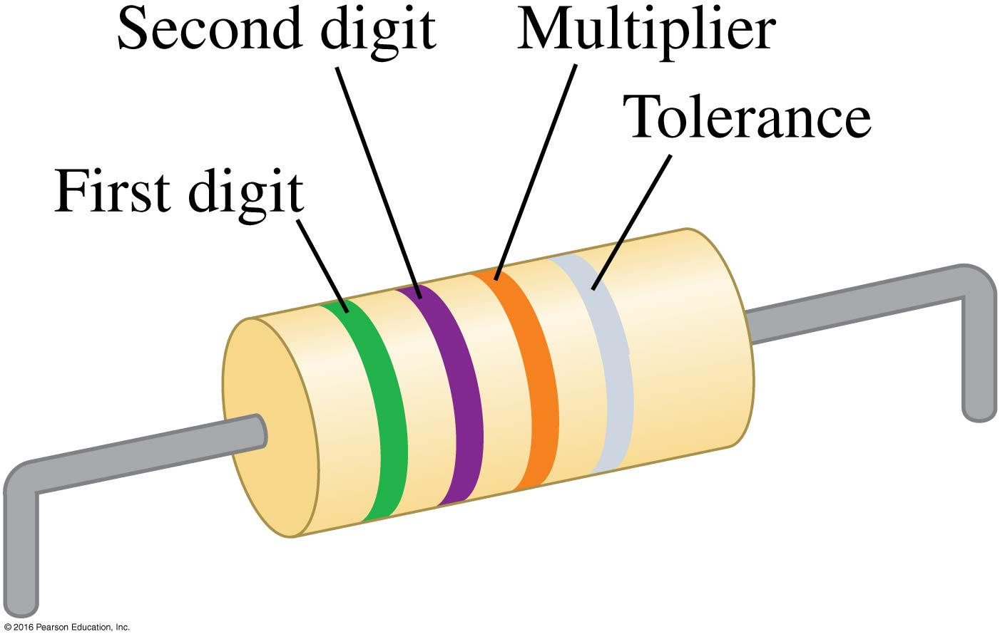 Second digit
Multiplier
Tolerance
First digit
© 2016 Pearson Education, Inc.